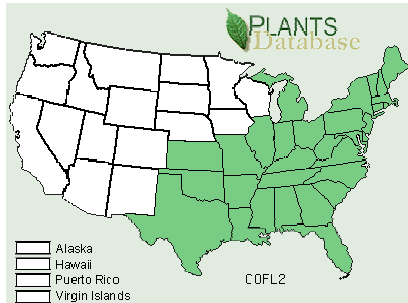 PLANTS
Database
Alaska
Hawaii
Puerto Rico
Virgin Islands
COFL2